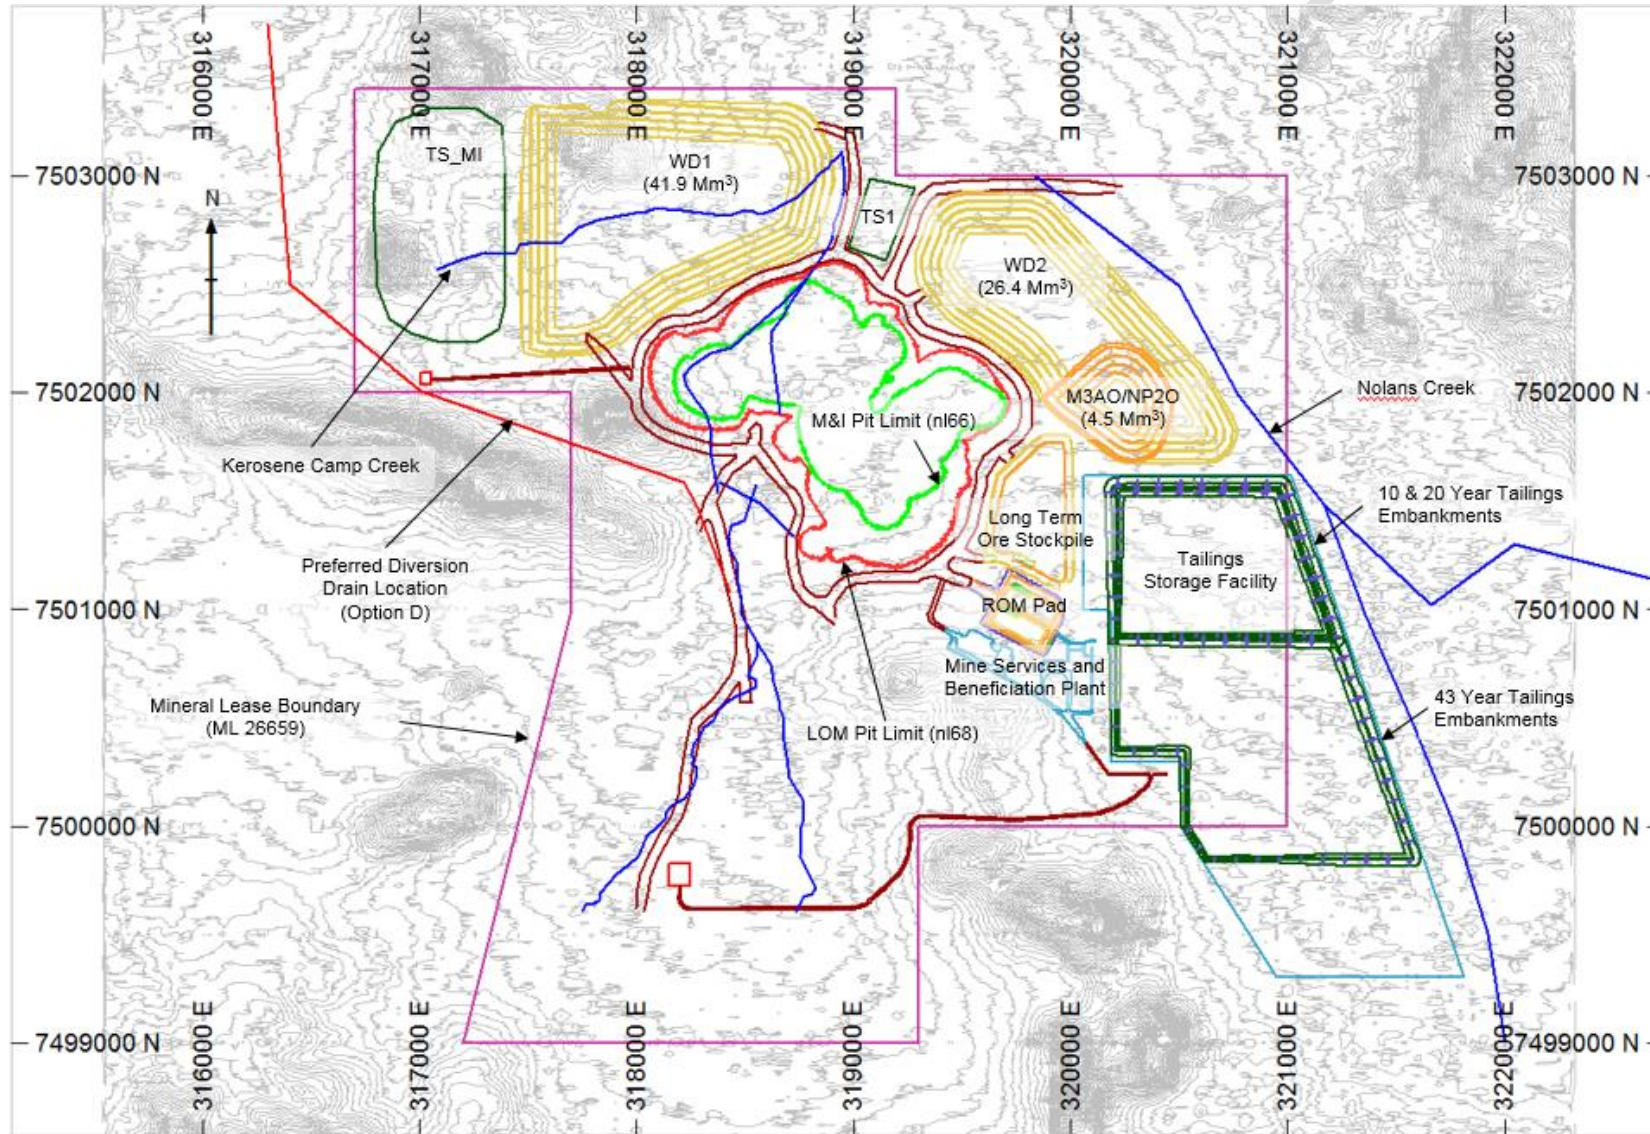 316000 E
317000 E
318000 E
319000 E
320000 E
321000 E
322000 E
7503000 N
7503000 N
TS_MI
WD1
(41.9 Mm³)
N
TS1
WD2
(26.4 Mm³)
7502000 N
7502000 N
M3AO/NP2O
(4.5 Mm³)
Nolans Creek
M&I Pit Limit (nl66)
Kerosene Camp Creek
10 & 20 Year Tailings
Embankments
Long Term
Ore Stockpile
Tailings
Storage Facility
Preferred Diversion
Drain Location
(Option D)
7501000 N
7501000 N
ROM Pad
Mine Services and
Beneficiation Plant
Mineral Lease Boundary
(ML 26659)
LOM Pit Limit (nl68)
43 Year Tailings
Embankments
7500000 N
7500000 N
7499000 N
7499000 N
316000 E
317000 E
318000 E
319000 E
320000 E
321000 E
322000 E